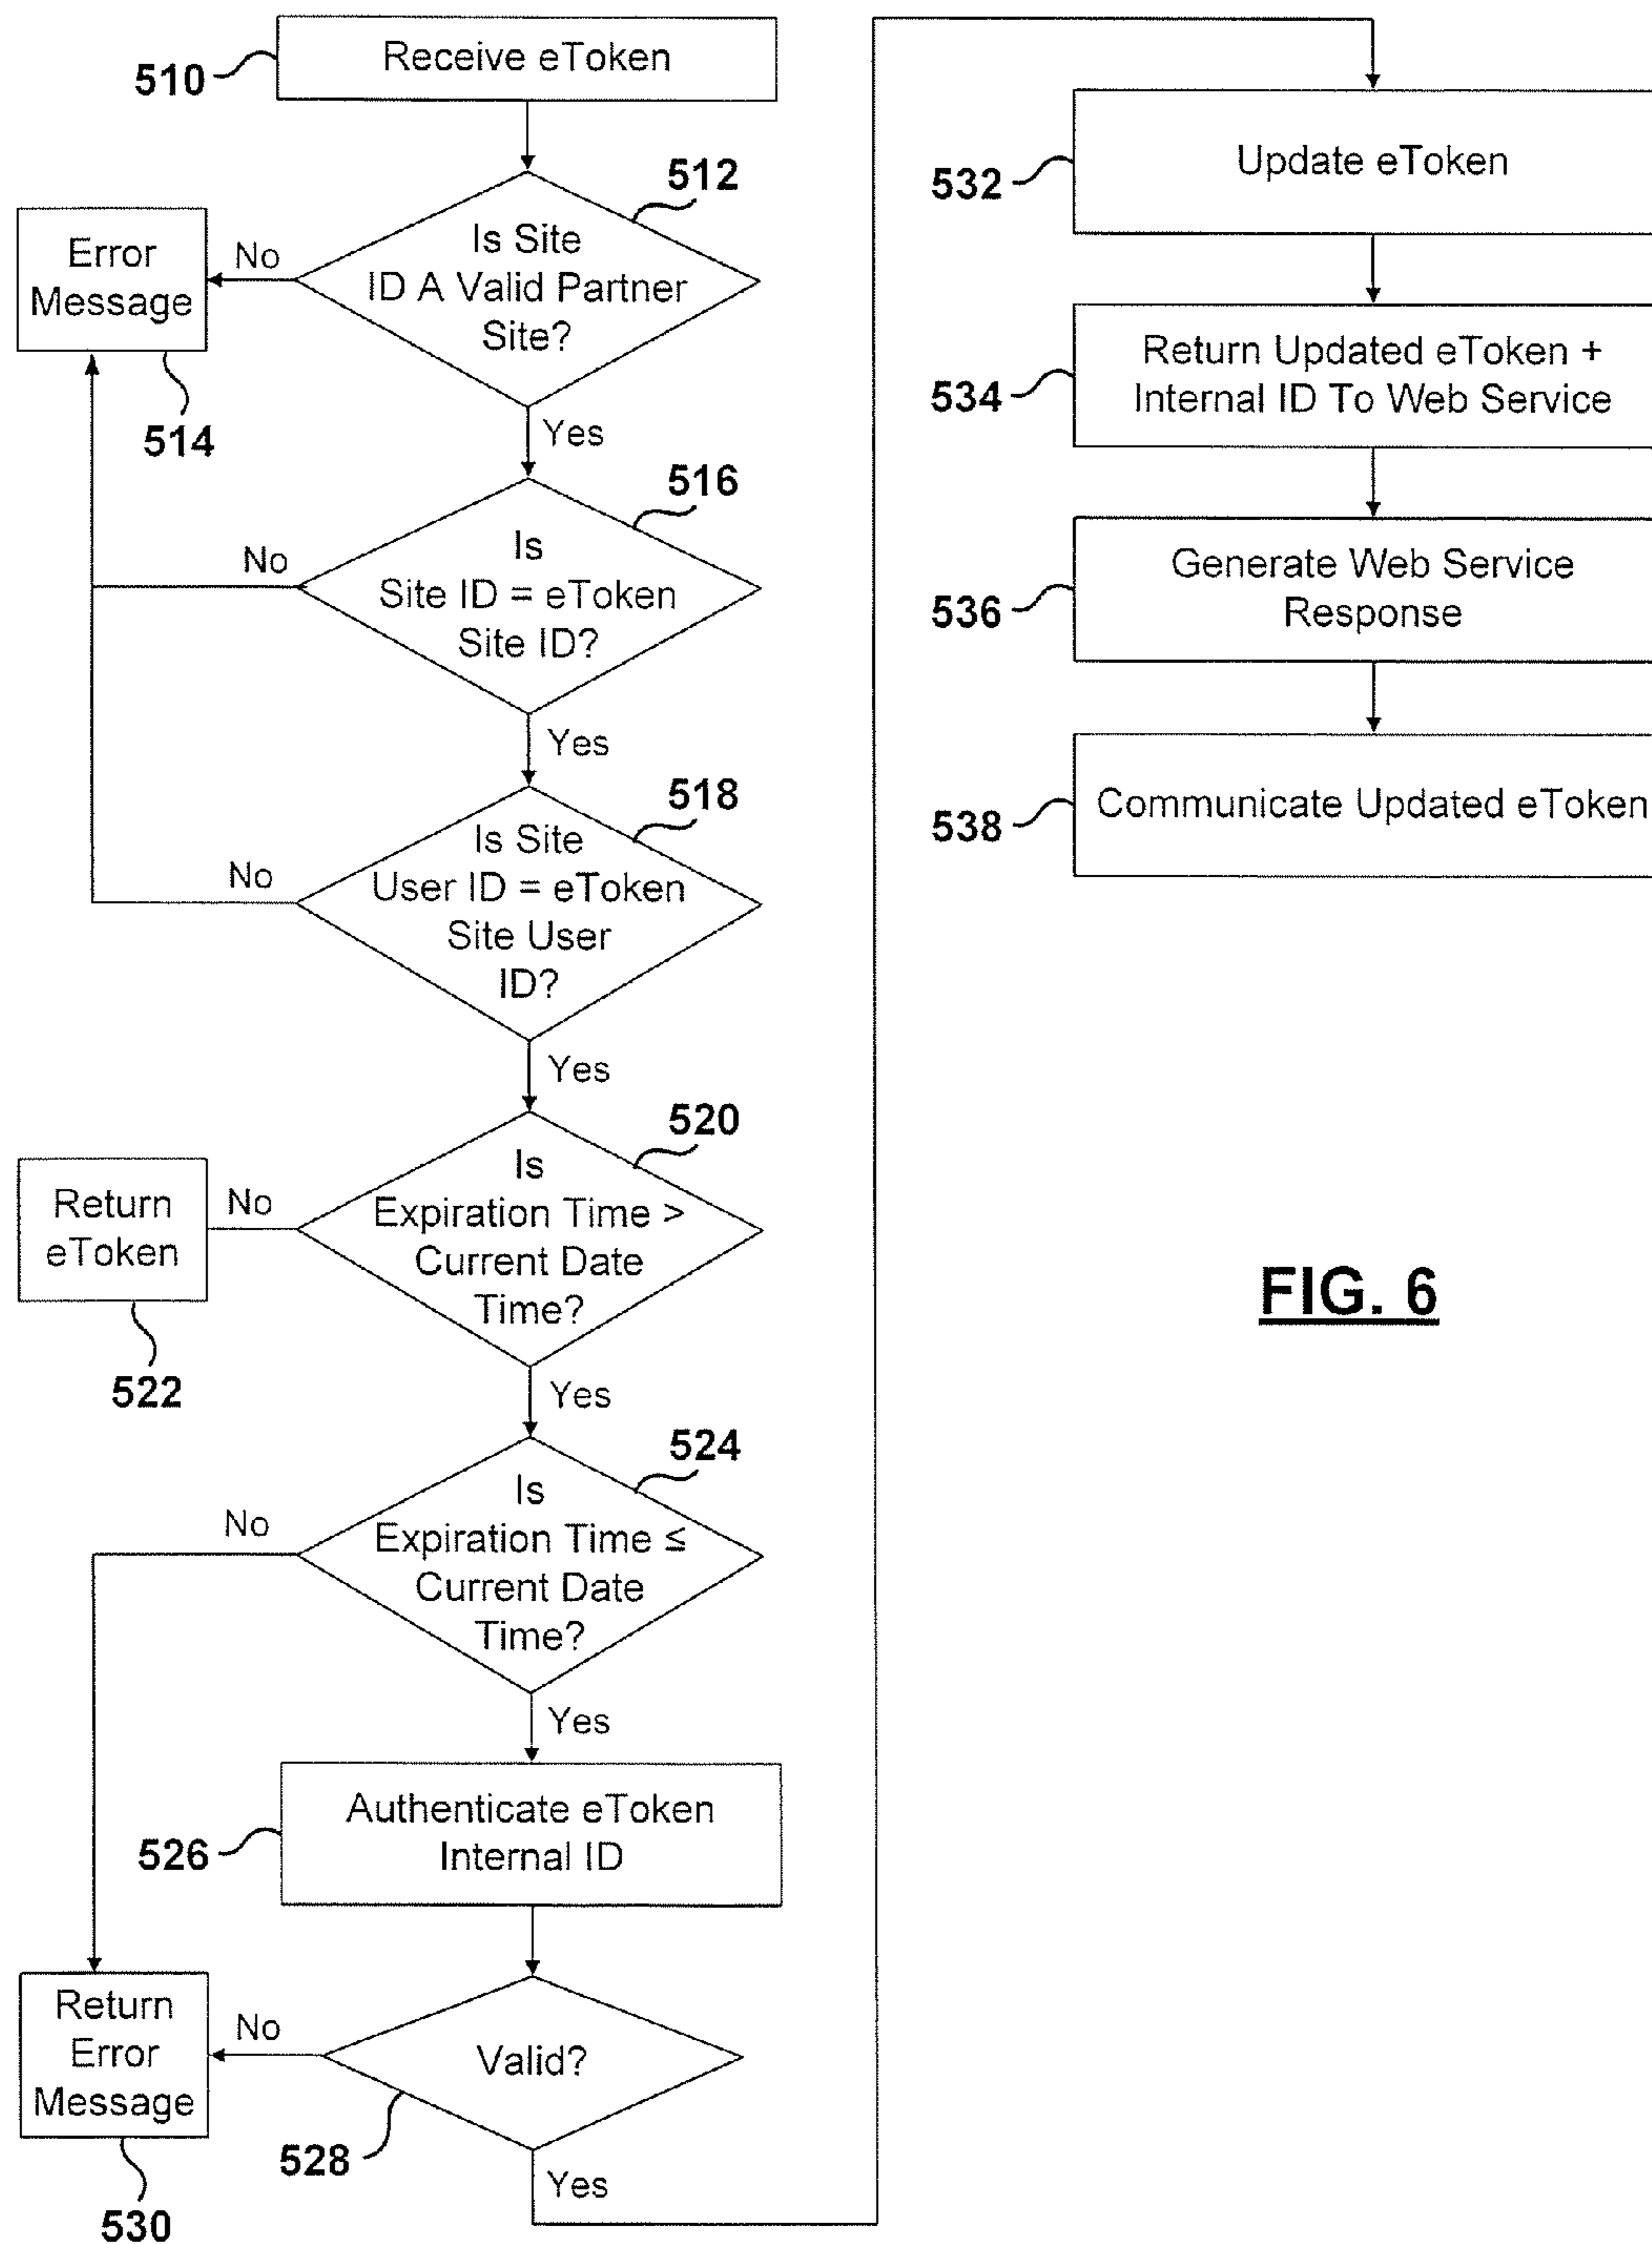 510
Receive eToken
512
Is Site
ID A Valid Partner
Site?
No
Error
Message
514
Yes
516
Is
Site ID = eToken
Site ID?
No
Yes
518
Is Site
User ID = eToken
Site User
ID?
No
Yes
520
Is
Expiration Time >
Current Date
Time?
No
Return
eToken
522
Yes
524
Is
Expiration Time ≤
Current Date
Time?
No
Yes
526
Authenticate eToken
Internal ID
Valid?
528
No
Return
Error
Message
530
Yes
532
Update eToken
534
Return Updated eToken +
Internal ID To Web Service
536
Generate Web Service
Response
538
Communicate Updated eToken
FIG. 6